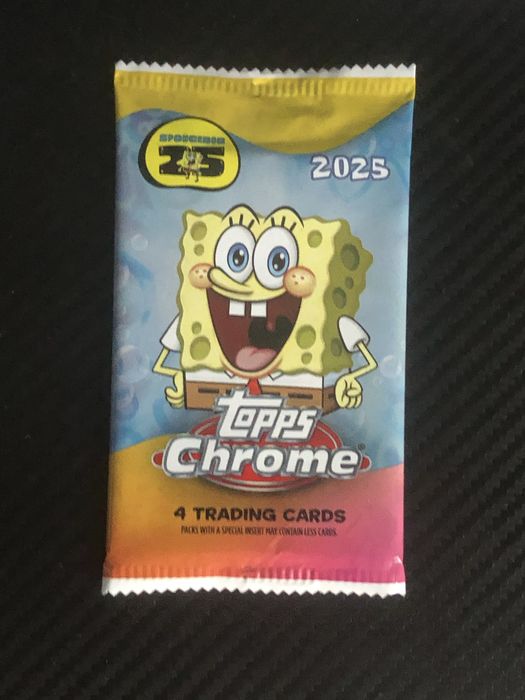 SPONGEBOB
25
2025
topps
Chrome
4 TRADING CARDS
PACKS WITH A SPECIAL INSERT MAY CONTAIN LESS CARDS.